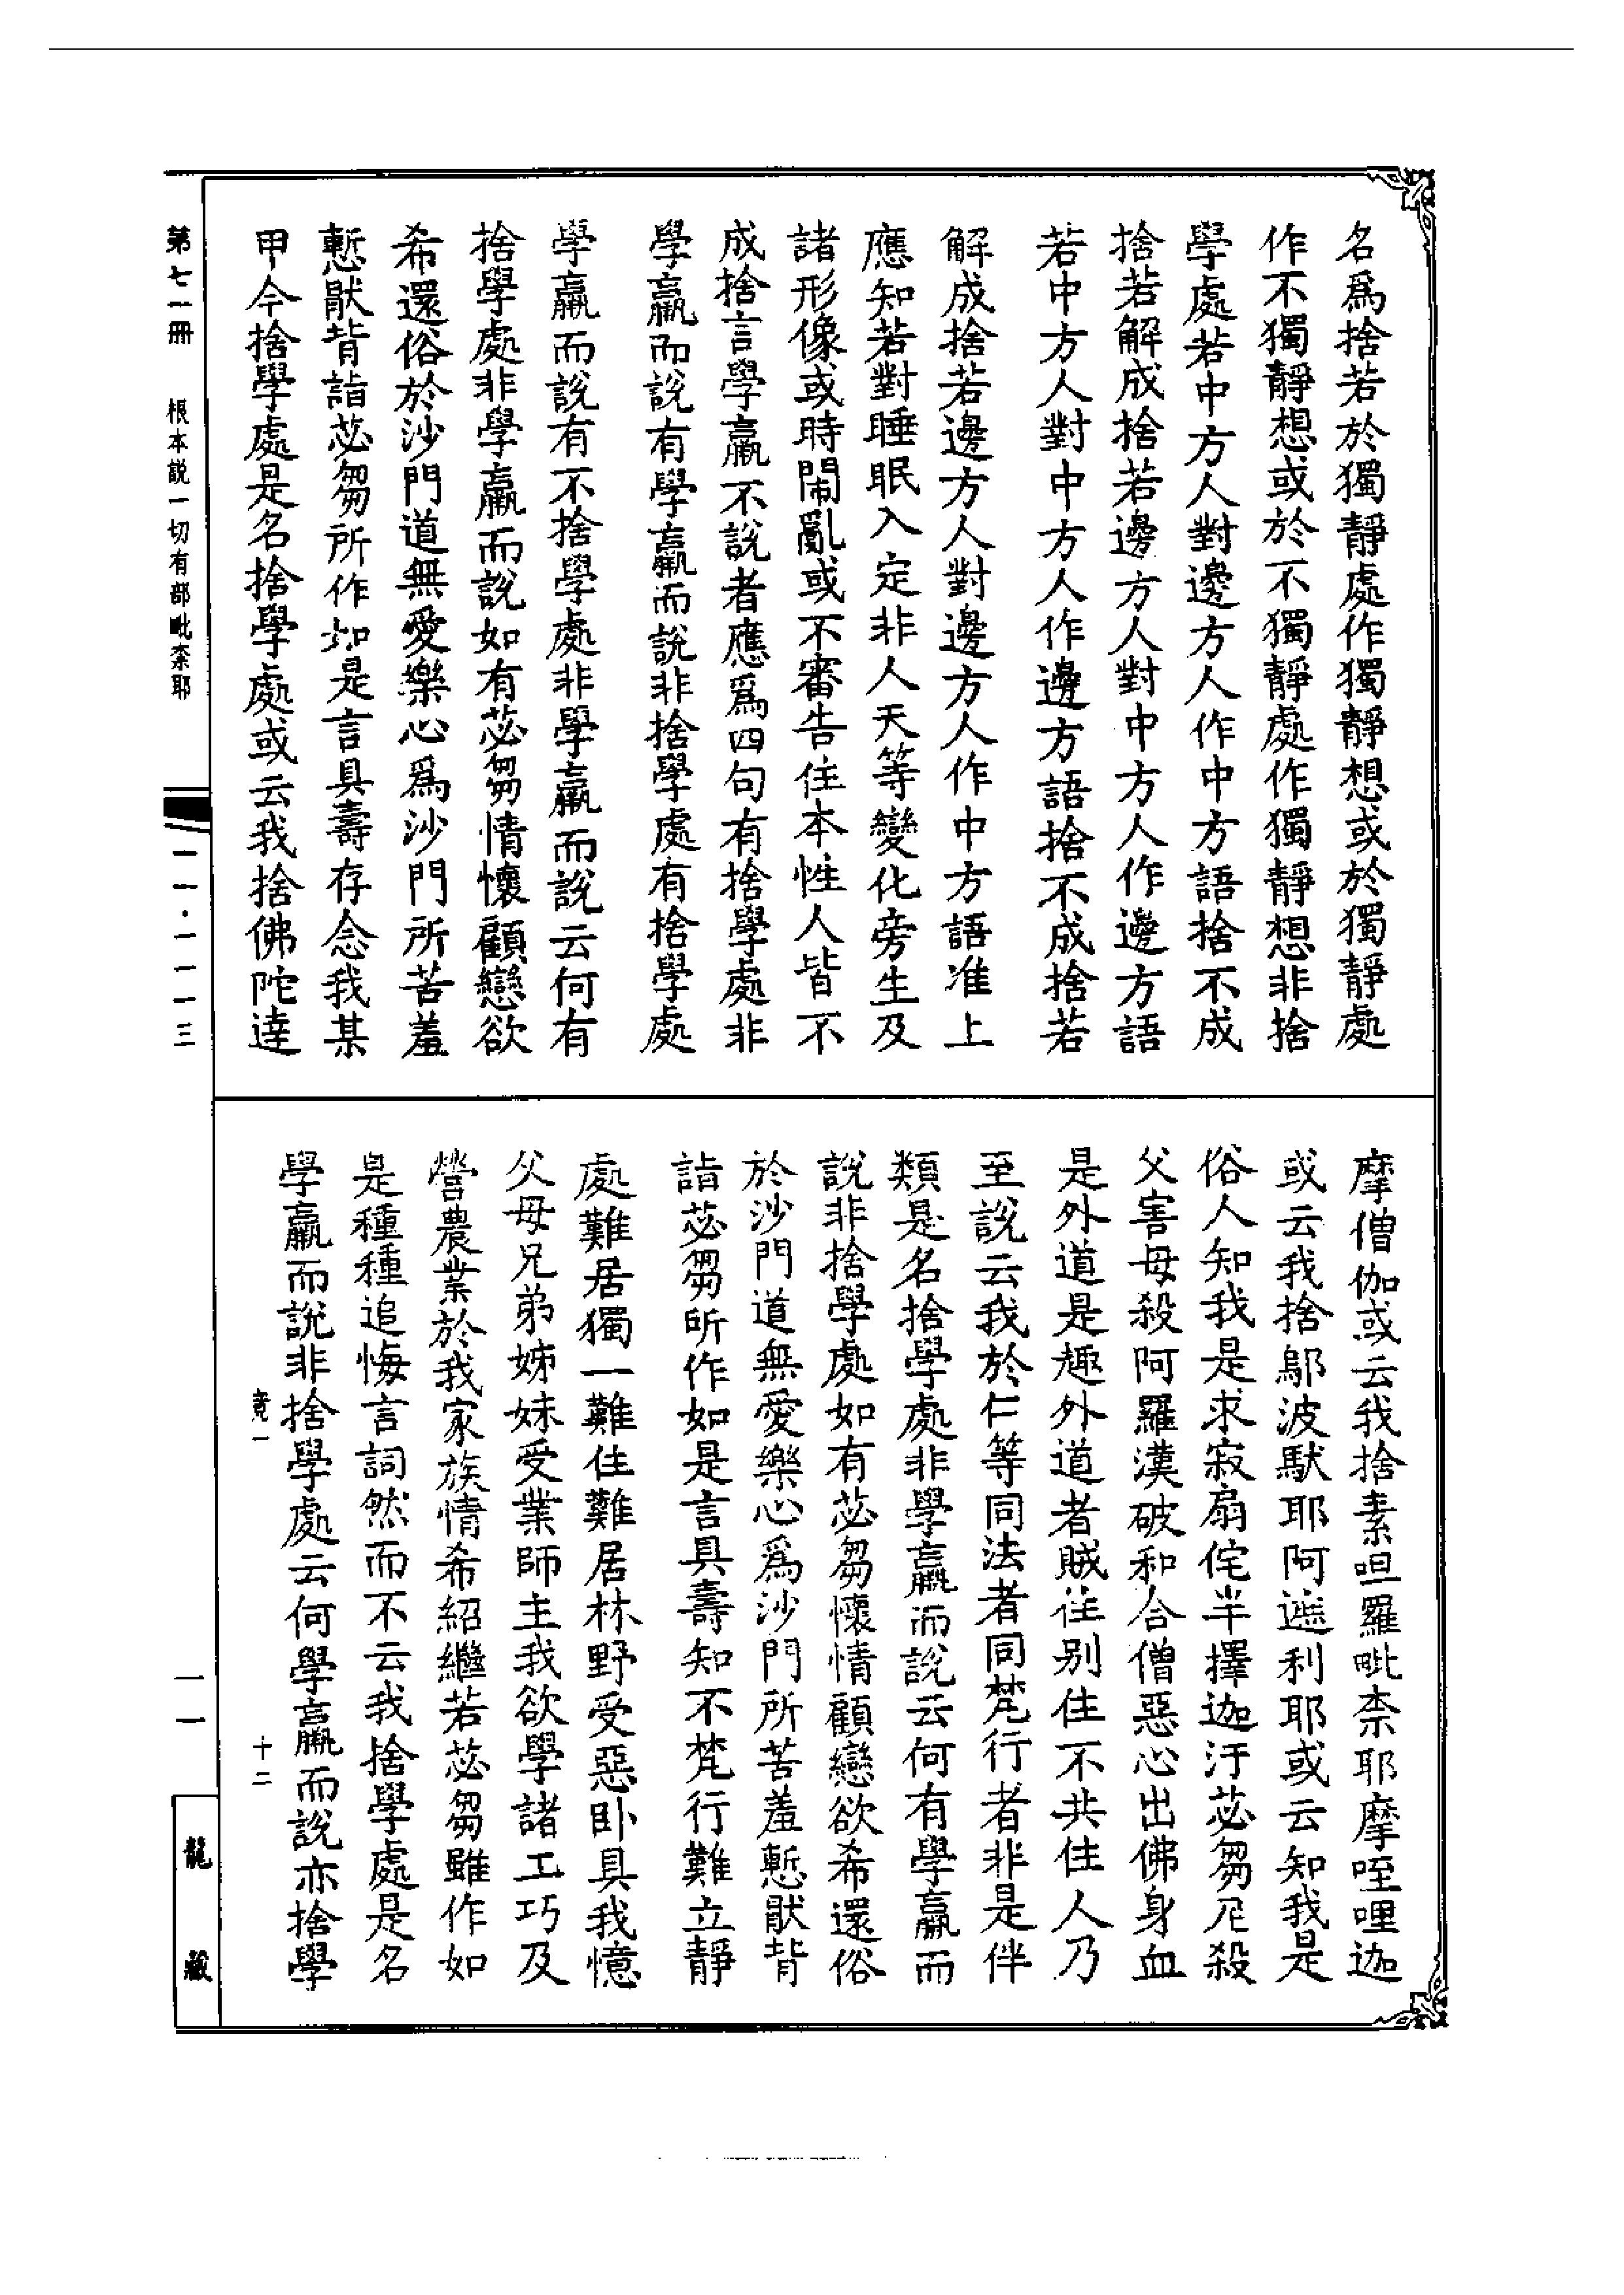 名爲捨若於獨靜處作獨靜想或於獨靜處
作不獨靜想或於不獨靜處作獨靜想非捨
學處若中方人對邊方人作中方語捨不成
捨若解成捨若邊方人對中方人作邊方語
若中方人對中方人作邊方語捨不成捨若
解成捨若邊方人對邊方人作中方語准上
應知若對睡眠入定非人天等變化旁生及
諸形像或時閙亂或不審告住本性人皆不
成捨言學羸不說者應爲四句有捨學處非
學羸而說有學羸而說非捨學處有捨學處
學羸而說有不捨學處非學羸而說云何有
捨學處非學羸而說如有苾芻情懷顧戀欲
希還俗於沙門道無愛樂心爲沙門所苦羞
慙猒背詣苾芻所作如是言具壽存念我某
甲今捨學處是名捨學處或云我捨佛陀達
摩僧伽或云我捨素呾羅毗柰耶摩咥哩迦
或云我捨鄔波馱耶阿遮利耶或云知我是
俗人知我是求寂扇侘半擇迦汙苾芻尼殺
父害母殺阿羅漢破和合僧惡心出佛身血
是外道是趣外道者賊住別住不共住人乃
至說云我於仁等同法者同梵行者非是伴
類是名捨學處非學羸而說云何有學羸而
說非捨學處如有苾芻懷情顧戀欲希還俗
於沙門道無愛樂心爲沙門所苦羞慙猒背
詣苾芻所作如是言具壽知不梵行難立靜
處難居獨一難住難居林野受惡卧具我憶
父母兄弟姊妹受業師主我欲學諸工巧及
營農業於我家族情希紹繼若苾芻雖作如
是種種追悔言詞然而不云我捨學處是名
學羸而說非捨學處云何學羸而說亦捨學
竟一 十二
第七一冊 根本説一切有部毗柰耶
一一·一一一三
一一
龍藏